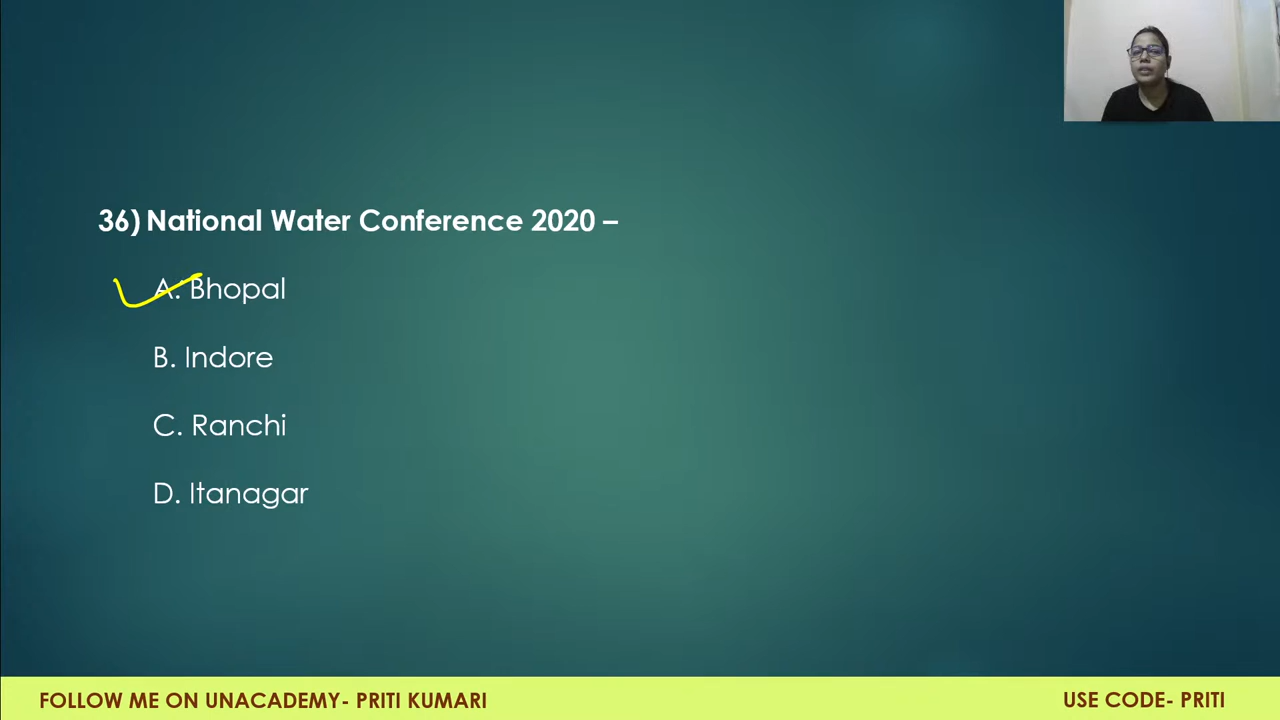 36) National Water Conference 2020 –
A. Bhopal
B. Indore
C. Ranchi
D. Itanagar
FOLLOW ME ON UNACADEMY- PRITI KUMARI
USE CODE- PRITI